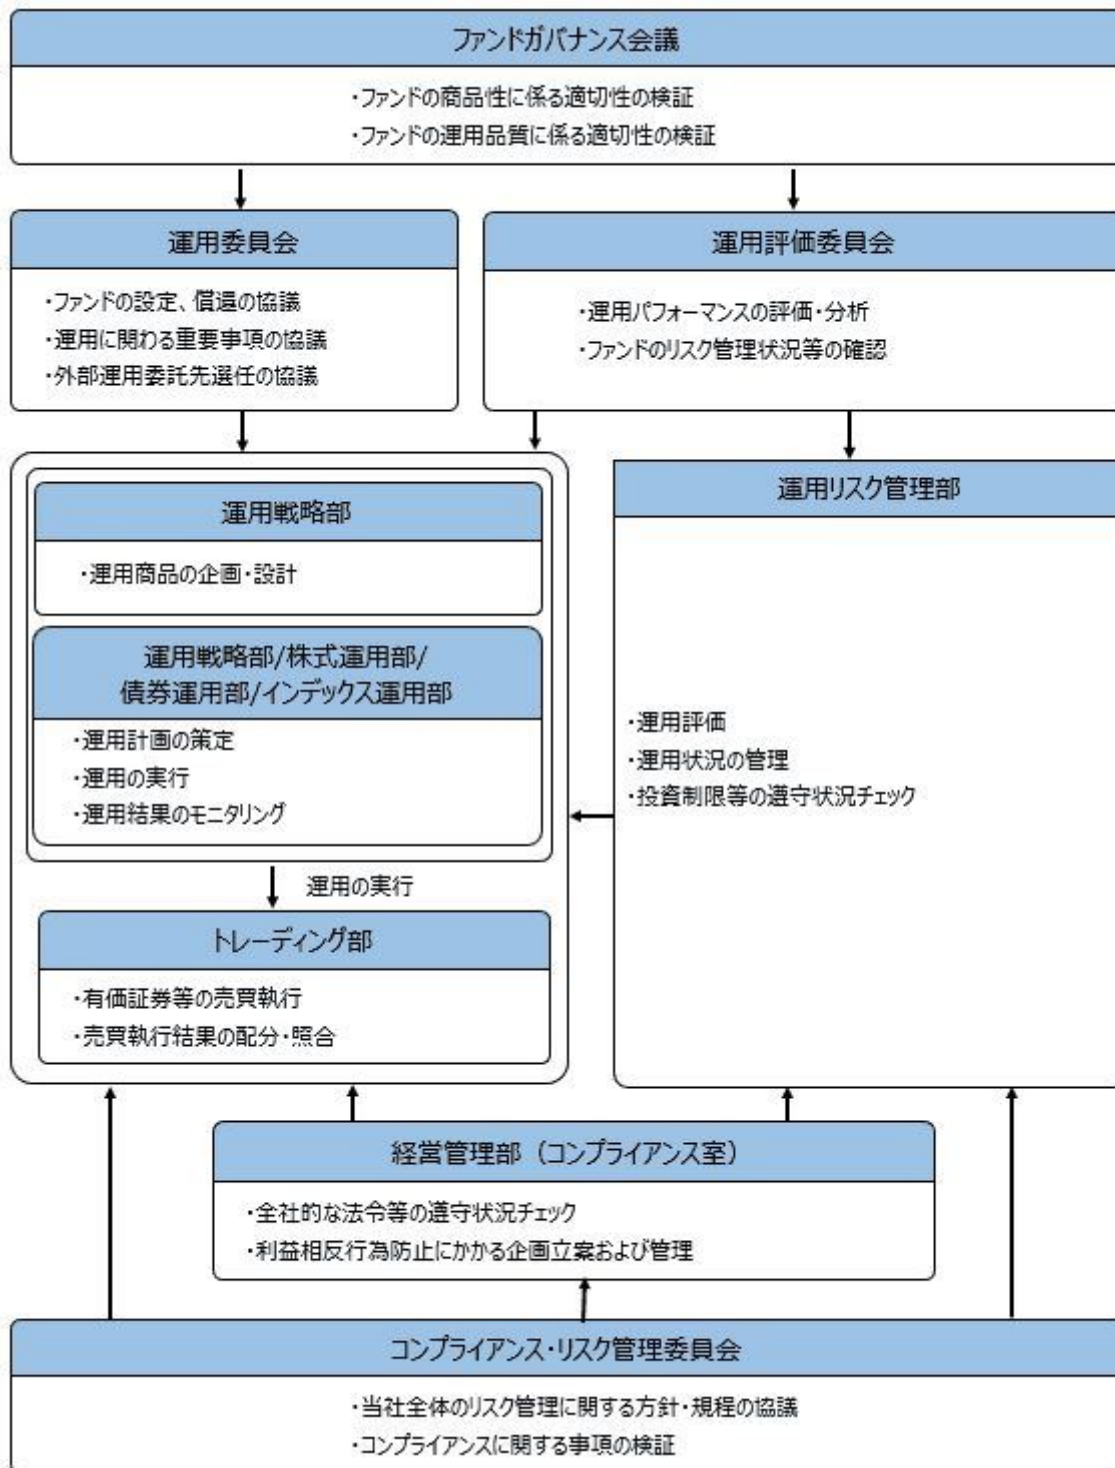 ファンドガバナンス会議
・ファンドの商品性に係る適切性の検証
・ファンドの運用品質に係る適切性の検証
運用委員会
・ファンドの設定、償還の協議
・運用に関わる重要事項の協議
・外部運用委託先選任の協議
運用評価委員会
・運用パフォーマンスの評価・分析
・ファンドのリスク管理状況等の確認
運用戦略部
・運用商品の企画・設計
運用戦略部/株式運用部/
債券運用部/インデックス運用部
・運用計画の策定
・運用の実行
・運用結果のモニタリング
運用の実行
トレーディング部
・有価証券等の売買執行
・売買執行結果の配分・照合
運用リスク管理部
・運用評価
・運用状況の管理
・投資制限等の遵守状況チェック
経営管理部（コンプライアンス室）
・全社的な法令等の遵守状況チェック
・利益相反行為防止にかかる企画立案および管理
コンプライアンス・リスク管理委員会
・当社全体のリスク管理に関する方針・規程の協議
・コンプライアンスに関する事項の検証